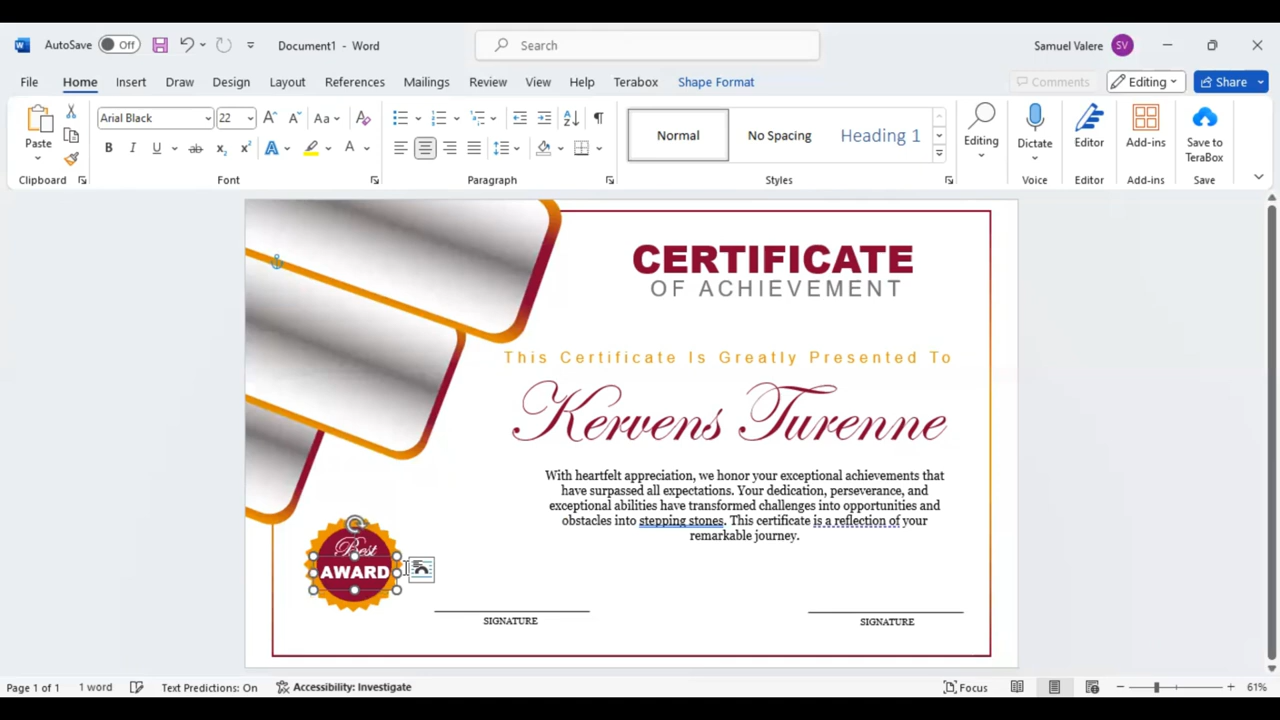 AutoSave Off Document1 - Word Search Samuel Valere SV
File Home Insert Draw Design Layout References Mailings Review View Help Terabox Shape Format Comments Editing Share
Paste Arial Black 22 Aa Normal No Spacing Heading 1 Editing Dictate Editor Add-ins Save to TeraBox
B I U ab x₂ x² A A
Clipboard Font Paragraph Styles Voice Editor Add-ins Save
CERTIFICATE
OF ACHIEVEMENT
This Certificate Is Greatly Presented To
Kervens Turenne
With heartfelt appreciation, we honor your exceptional achievements that
have surpassed all expectations. Your dedication, perseverance, and
exceptional abilities have transformed challenges into opportunities and
obstacles into stepping stones. This certificate is a reflection of your
remarkable journey.
Best
AWARD
SIGNATURE SIGNATURE
Page 1 of 1 1 word Text Predictions: On Accessibility: Investigate Focus 61%